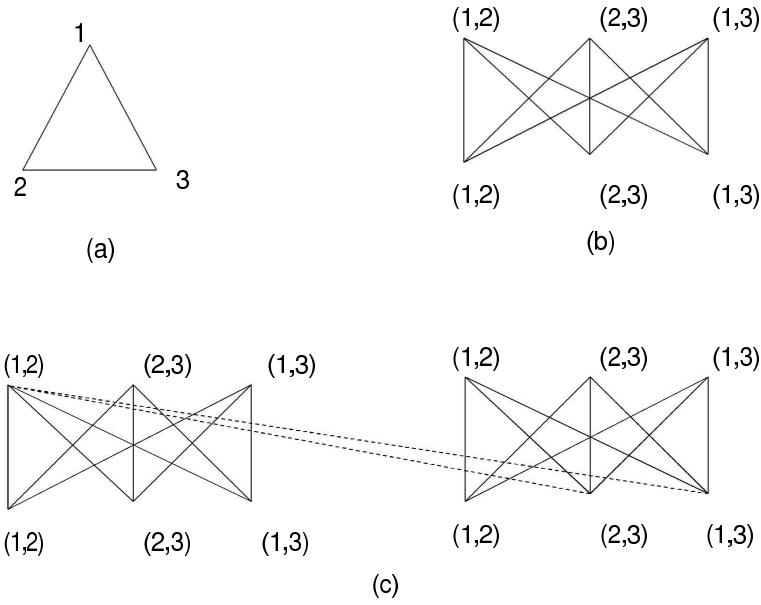 1
2
3
(a)
(1,2) (2,3) (1,3)
(1,2) (2,3) (1,3)
(b)
(1,2) (2,3) (1,3)
(1,2) (2,3) (1,3)
(1,2) (2,3) (1,3)
(1,2) (2,3) (1,3)
(c)